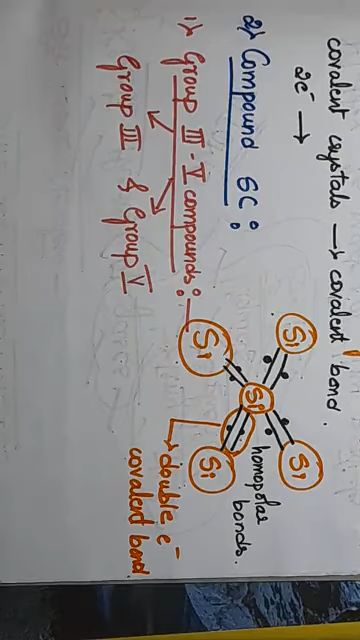 covalent crystals → covalent bond.
2e⁻ →
Si
Si
Si
Si
Si
homopolar
bonds.
→ double e⁻
covalent bond
2) Compound SC :
1) Group III - V compounds :
Group III & Group V